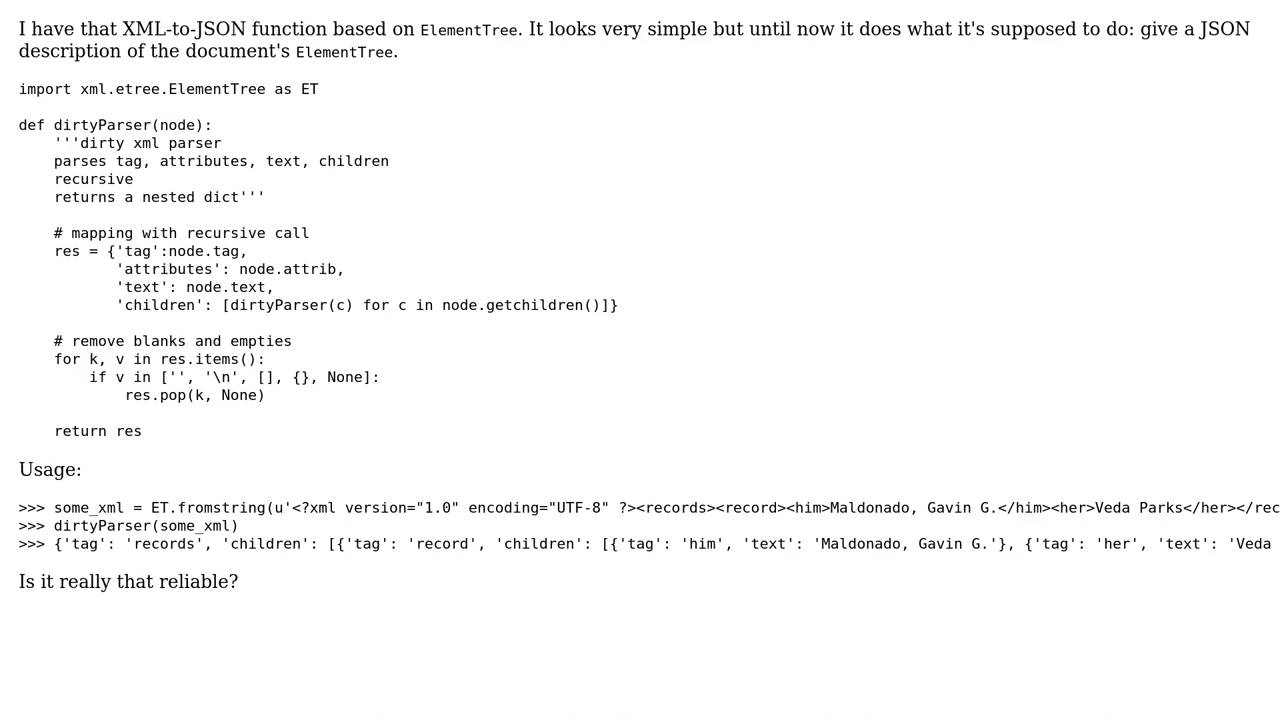 I have that XML-to-JSON function based on ElementTree. It looks very simple but until now it does what it's supposed to do: give a JSON
description of the document's ElementTree.
import xml.etree.ElementTree as ET
def dirtyParser(node):
    '''dirty xml parser
    parses tag, attributes, text, children
    recursive
    returns a nested dict'''
    # mapping with recursive call
    res = {'tag':node.tag,
           'attributes': node.attrib,
           'text': node.text,
           'children': [dirtyParser(c) for c in node.getchildren()]}
    # remove blanks and empties
    for k, v in res.items():
        if v in ['', '\n', [], {}, None]:
            res.pop(k, None)
    return res
Usage:
>>> some_xml = ET.fromstring(u'<?xml version="1.0" encoding="UTF-8" ?><records><record><him>Maldonado, Gavin G.</him><her>Veda Parks</her></rec
>>> dirtyParser(some_xml)
>>> {'tag': 'records', 'children': [{'tag': 'record', 'children': [{'tag': 'him', 'text': 'Maldonado, Gavin G.'}, {'tag': 'her', 'text': 'Veda
Is it really that reliable?